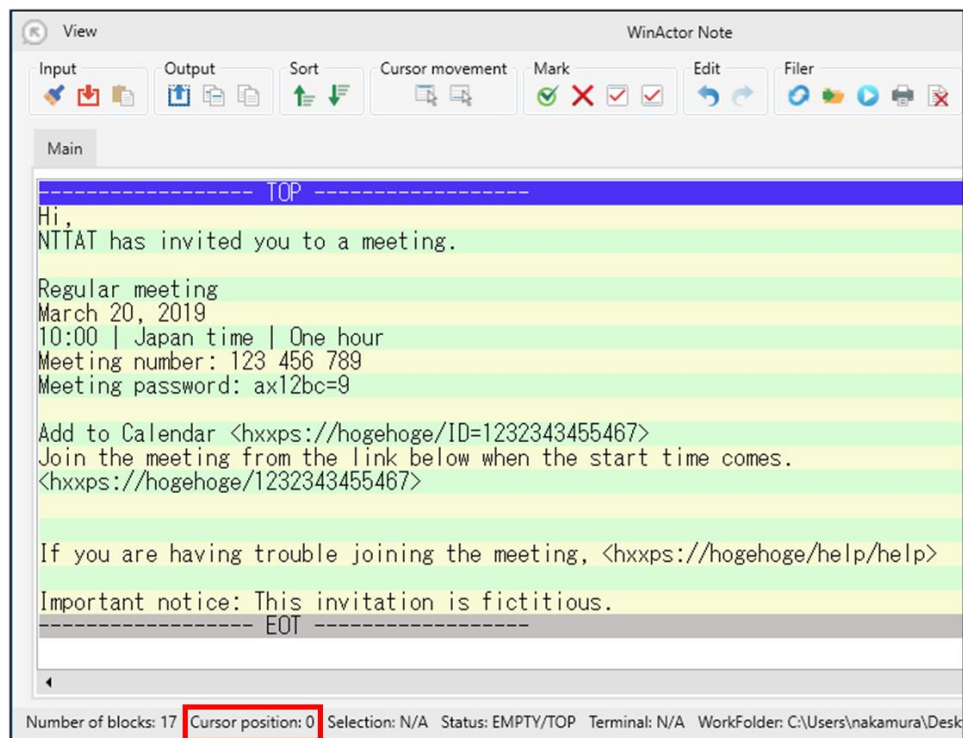 View WinActor Note
Input Output Sort Cursor movement Mark Edit Filer
Main
------------------ TOP ------------------
Hi,
NTTAT has invited you to a meeting.
Regular meeting
March 20, 2019
10:00 | Japan time | One hour
Meeting number: 123 456 789
Meeting password: ax12bc=9
Add to Calendar <hxxps://hogehoge/ID=1232343455467>
Join the meeting from the link below when the start time comes.
<hxxps://hogehoge/1232343455467>
If you are having trouble joining the meeting, <hxxps://hogehoge/help/help>
Important notice: This invitation is fictitious.
------------------ EOT ------------------
Number of blocks: 17 Cursor position: 0 Selection: N/A Status: EMPTY/TOP Terminal: N/A WorkFolder: C:\Users\nakamura\Desk